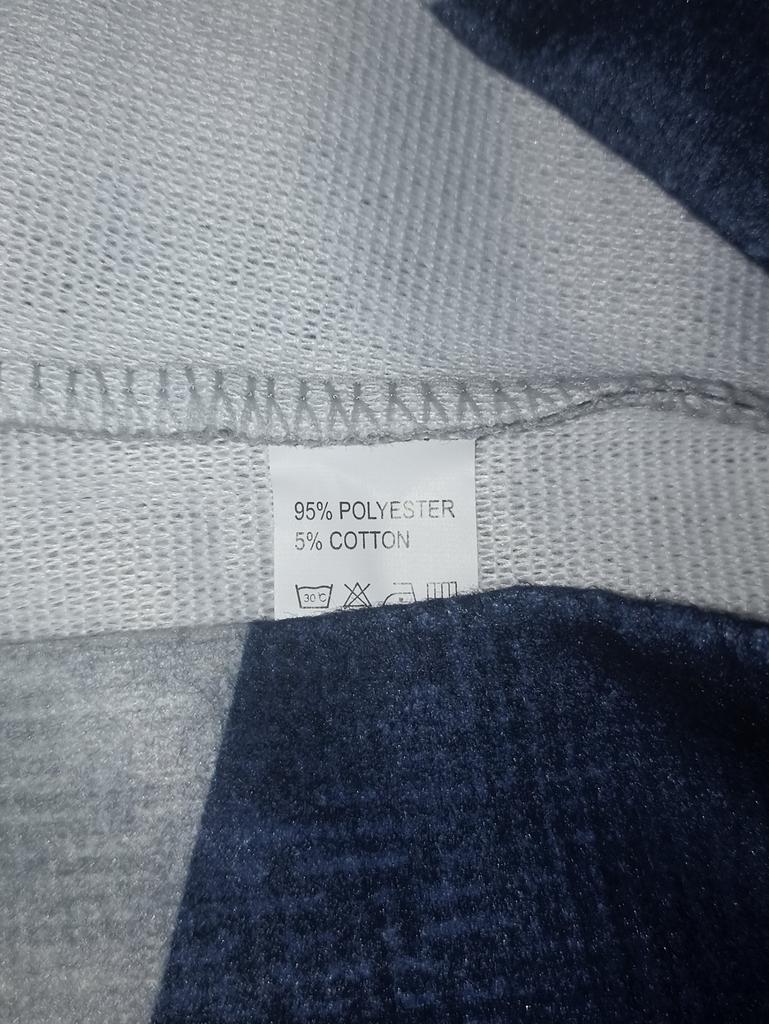 95% POLYESTER
5% COTTON
30°C